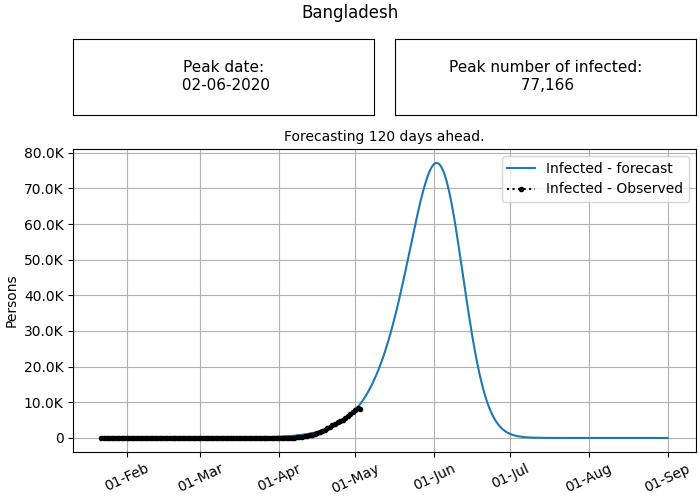 Bangladesh
Peak date:
02-06-2020
Peak number of infected:
77,166
Forecasting 120 days ahead.
80.0K
70.0K
60.0K
50.0K
40.0K
30.0K
20.0K
10.0K
0
Persons
Infected - forecast
Infected - Observed
01-Feb
01-Mar
01-Apr
01-May
01-Jun
01-Jul
01-Aug
01-Sep